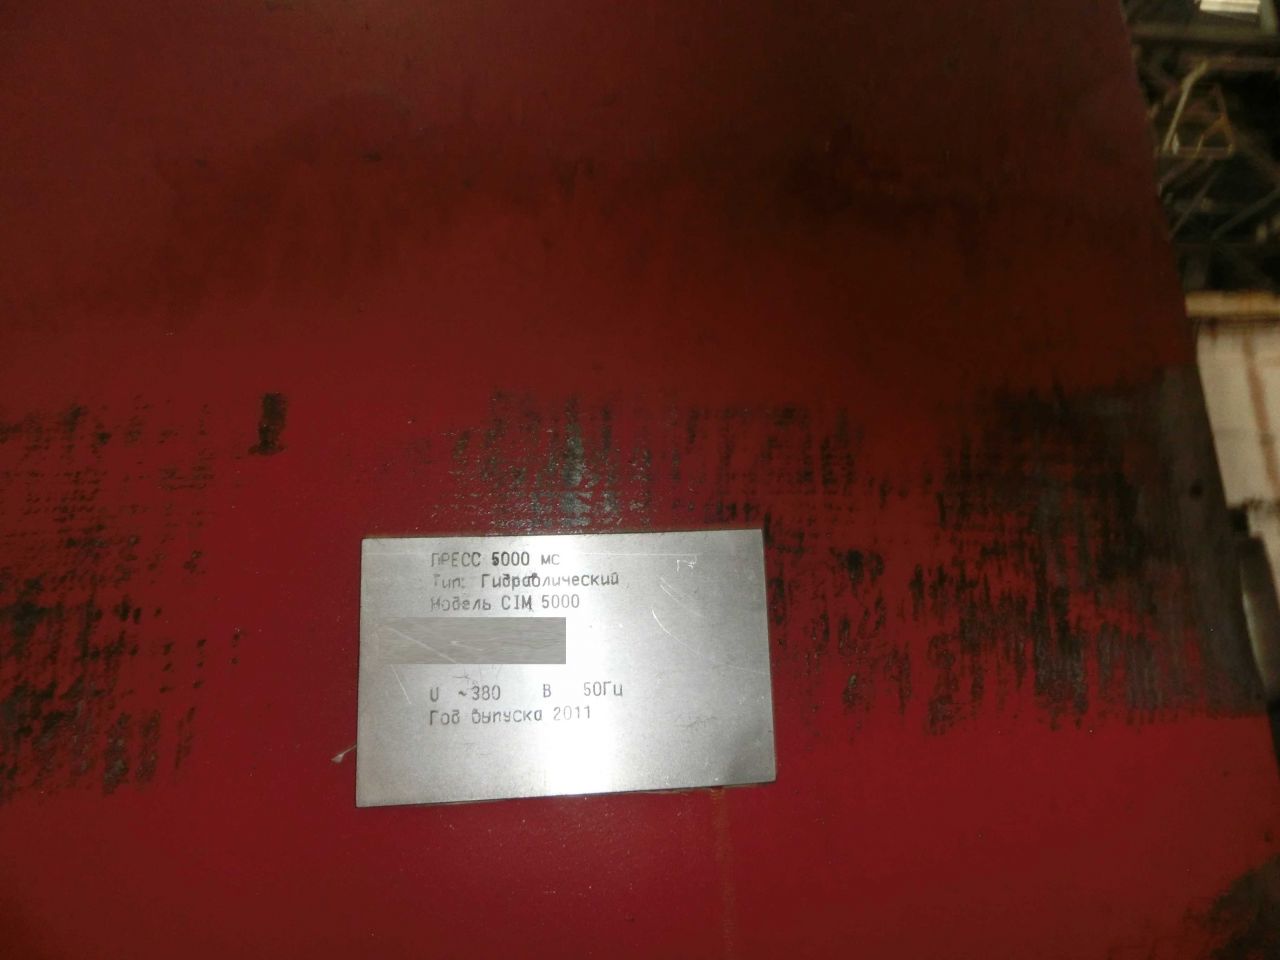 ПРЕСС 5000 мс
Тип: Гидравлический
Модель CIM 5000
U ~380 В 50Гц
Год выпуска 2011